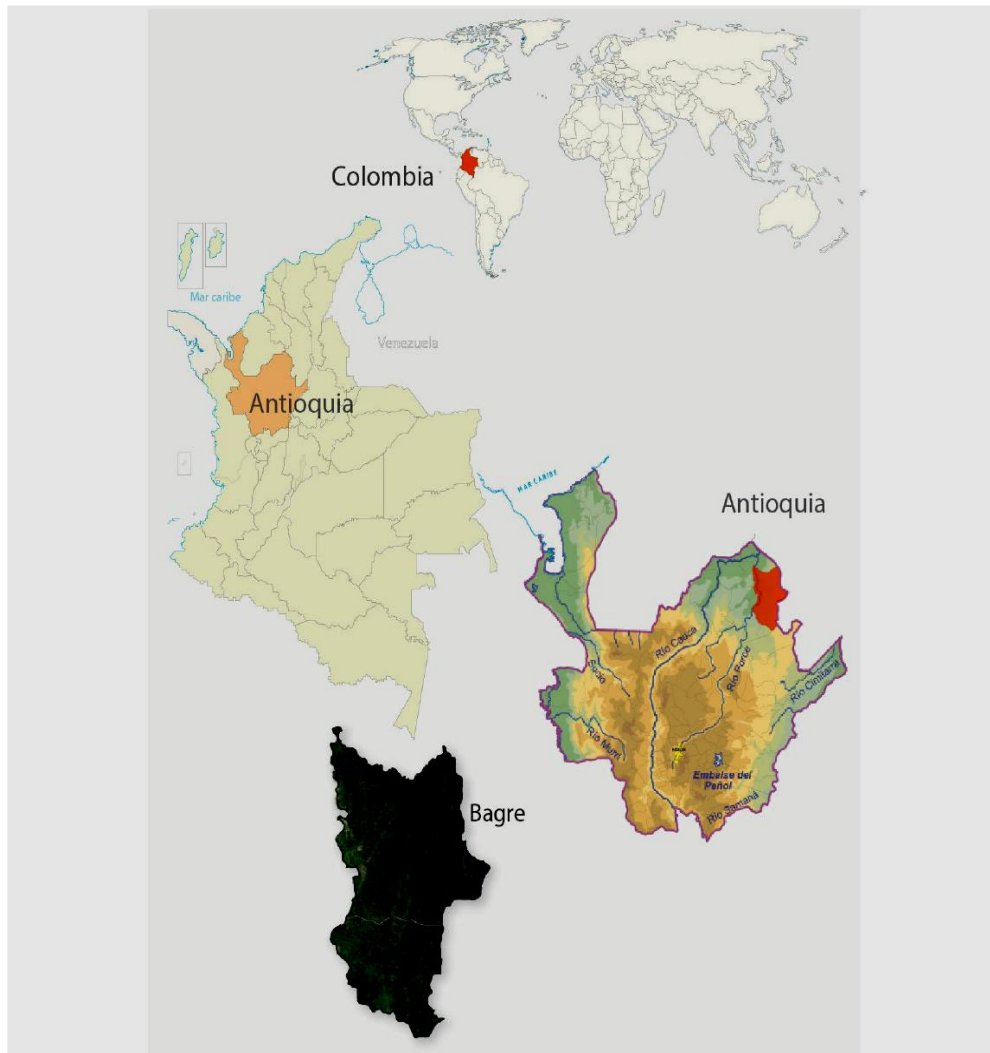 Colombia
Mar caribe
Venezuela
Antioquia
MAR CARIBE
Antioquia
Río Cauca
Río Porce
Sucio
Río Cimitarra
Río Murrí
Embalse del
Peñol
Río Samaná
Bagre